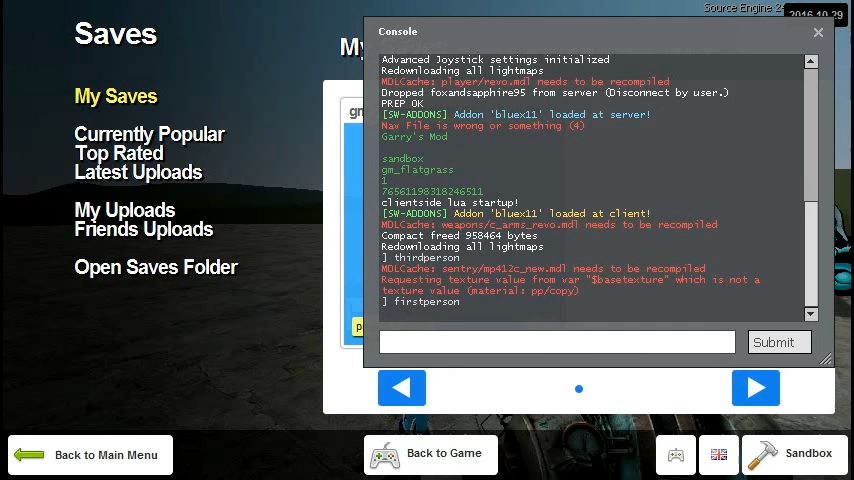 Source Engine 24
2016.10.29
Saves
My Saves
Currently Popular
Top Rated
Latest Uploads
My Uploads
Friends Uploads
Open Saves Folder
My
gm
p
Console
Advanced Joystick settings initialized
Redownloading all lightmaps
MDLCache: player/revo.mdl needs to be recompiled
Dropped foxandsapphire95 from server (Disconnect by user.)
PREP OK
[SW-ADDONS] Addon 'bluex11' loaded at server!
Nav File is wrong or something (4)
Garry's Mod
sandbox
gm_flatgrass
1
76561198318246511
clientside lua startup!
[SW-ADDONS] Addon 'bluex11' loaded at client!
MDLCache: weapons/c_arms_revo.mdl needs to be recompiled
Compact freed 958464 bytes
Redownloading all lightmaps
] thirdperson
MDLCache: sentry/mp412c_new.mdl needs to be recompiled
Requesting texture value from var "$basetexture" which is not a
texture value (material: pp/copy)
] firstperson
Submit
Back to Main Menu
Back to Game
Sandbox